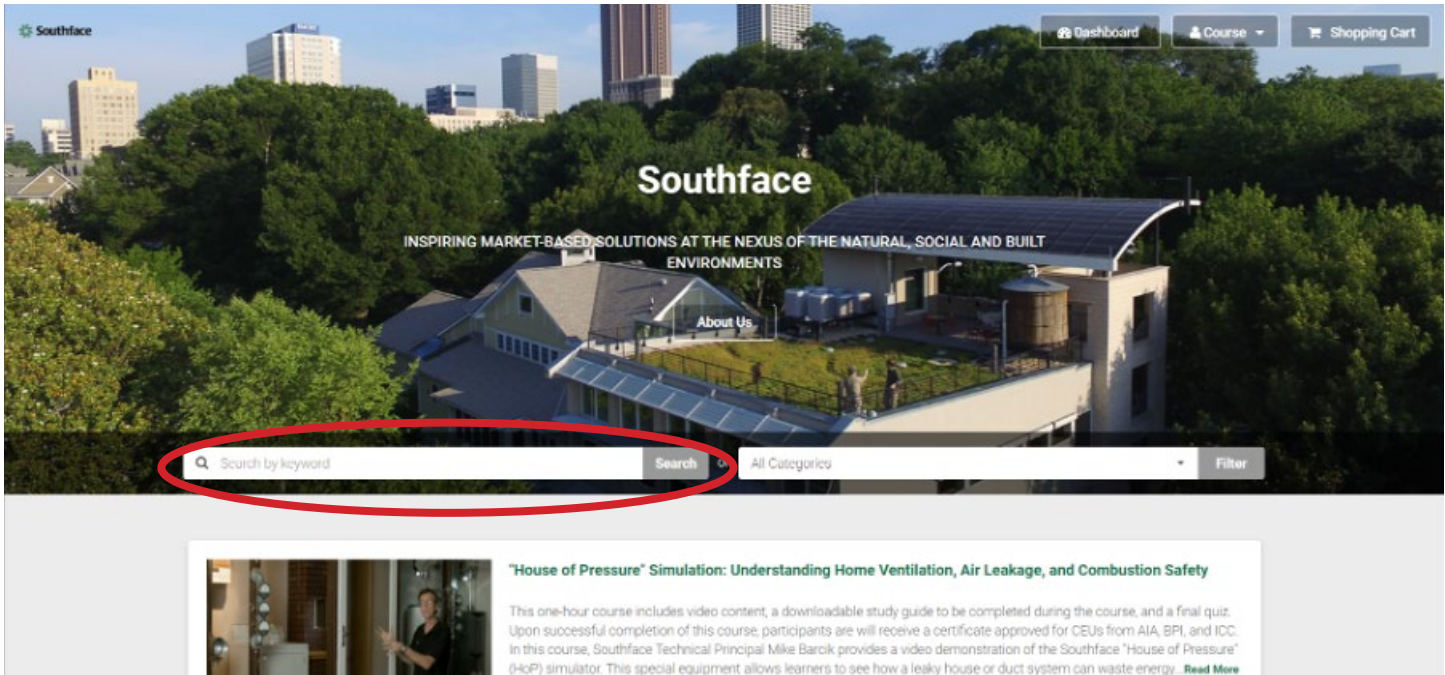 Southface
Dashboard
Course
Shopping Cart
Southface
INSPIRING MARKET-BASED SOLUTIONS AT THE NEXUS OF THE NATURAL, SOCIAL AND BUILT
ENVIRONMENTS
About Us
Search by keyword
Search
or
All Categories
Filter
"House of Pressure" Simulation: Understanding Home Ventilation, Air Leakage, and Combustion Safety
This one-hour course includes video content, a downloadable study guide to be completed during the course, and a final quiz.
Upon successful completion of this course, participants are will receive a certificate approved for CEUs from AIA, BPI, and ICC.
In this course, Southface Technical Principal Mike Barcik provides a video demonstration of the Southface "House of Pressure"
(HoP) simulator. This special equipment allows learners to see how a leaky house or duct system can waste energy...Read More